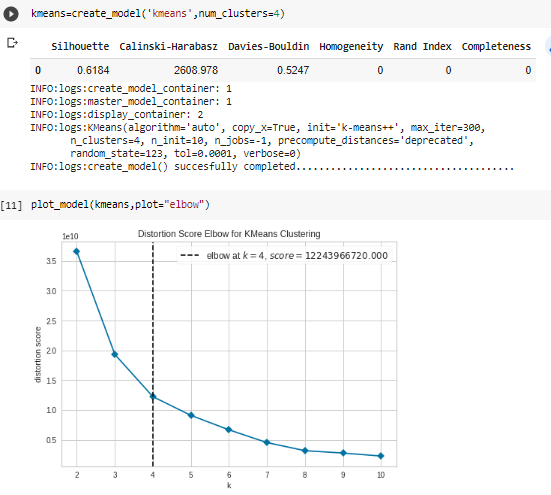 kmeans=create_model('kmeans',num_clusters=4)
Silhouette Calinski-Harabasz Davies-Bouldin Homogeneity Rand Index Completeness
0 0.6184 2608.978 0.5247 0 0 0
INFO:logs:create_model_container: 1
INFO:logs:master_model_container: 1
INFO:logs:display_container: 2
INFO:logs:KMeans(algorithm='auto', copy_x=True, init='k-means++', max_iter=300,
n_clusters=4, n_init=10, n_jobs=-1, precompute_distances='deprecated',
random_state=123, tol=0.0001, verbose=0)
INFO:logs:create_model() succesfully completed......................................
[11] plot_model(kmeans,plot="elbow")
Distortion Score Elbow for KMeans Clustering
1e10
elbow at k = 4, score = 12243966720.000
3.5
3.0
2.5
2.0
1.5
1.0
0.5
distortion score
2 3 4 5 6 7 8 9 10
k